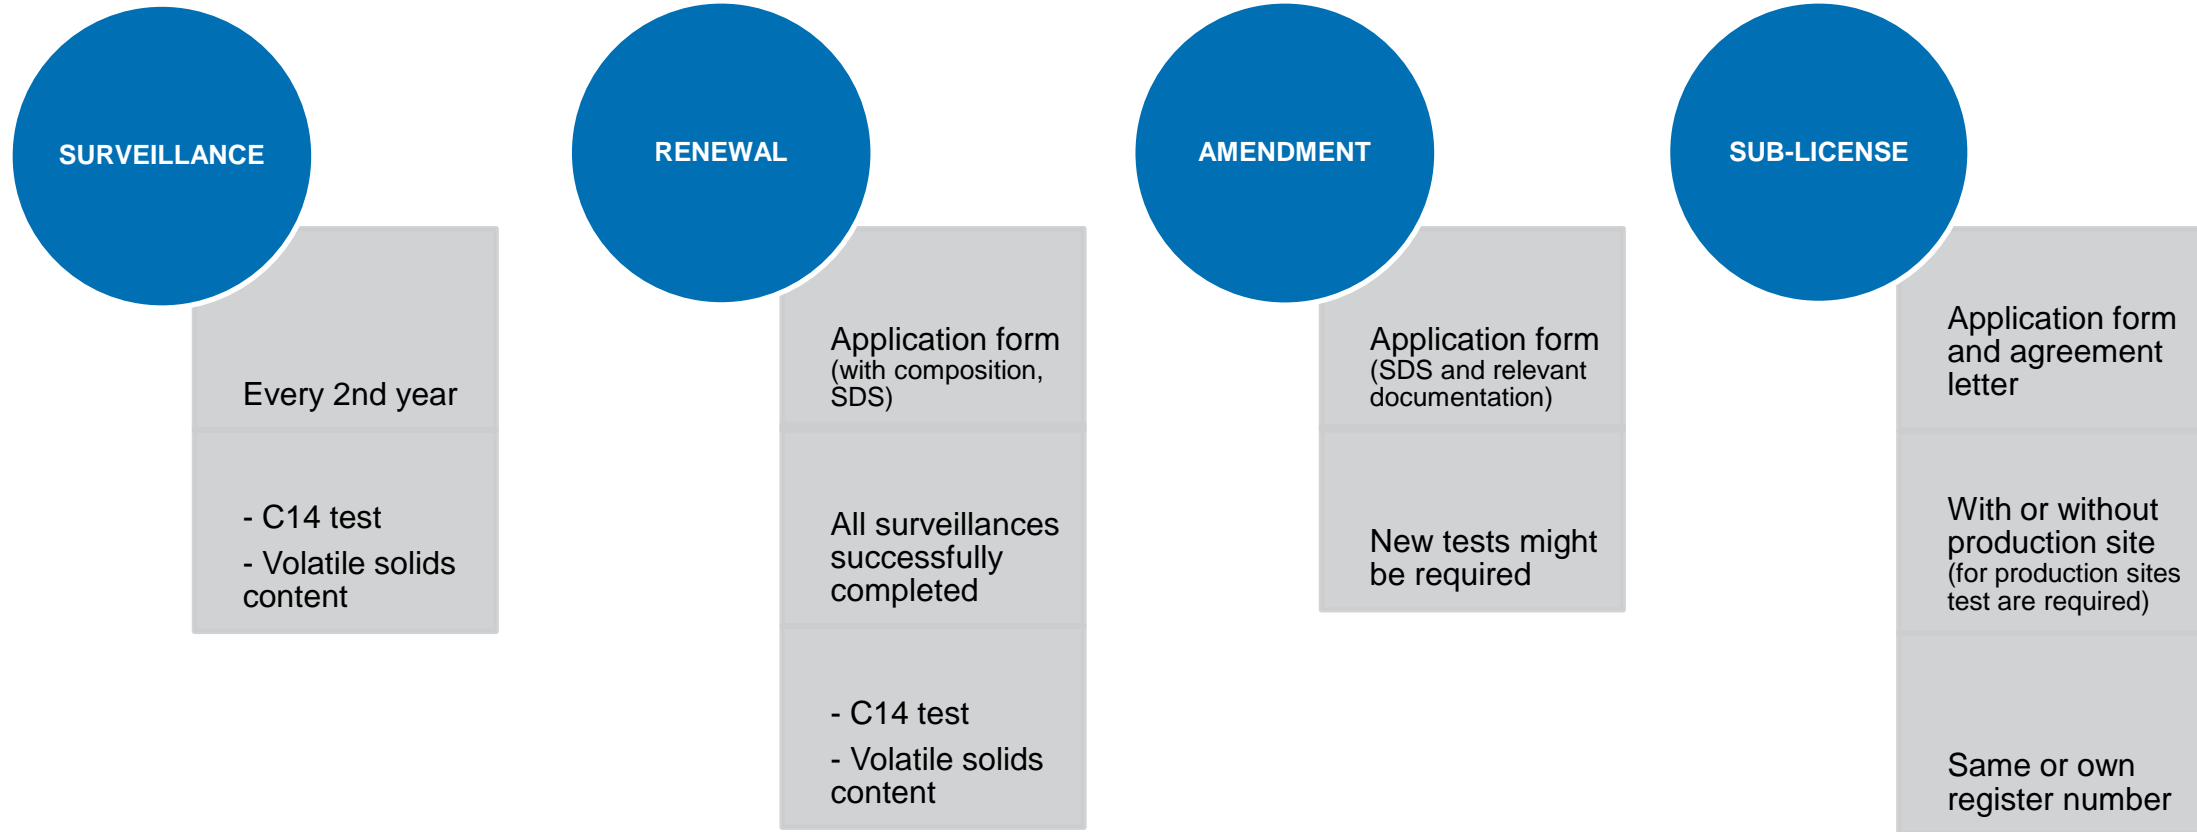 SURVEILLANCE
Every 2nd year
- C14 test
- Volatile solids
content
RENEWAL
Application form
(with composition,
SDS)
All surveillances
successfully
completed
- C14 test
- Volatile solids
content
AMENDMENT
Application form
(SDS and relevant
documentation)
New tests might
be required
SUB-LICENSE
Application form
and agreement
letter
With or without
production site
(for production sites
test are required)
Same or own
register number